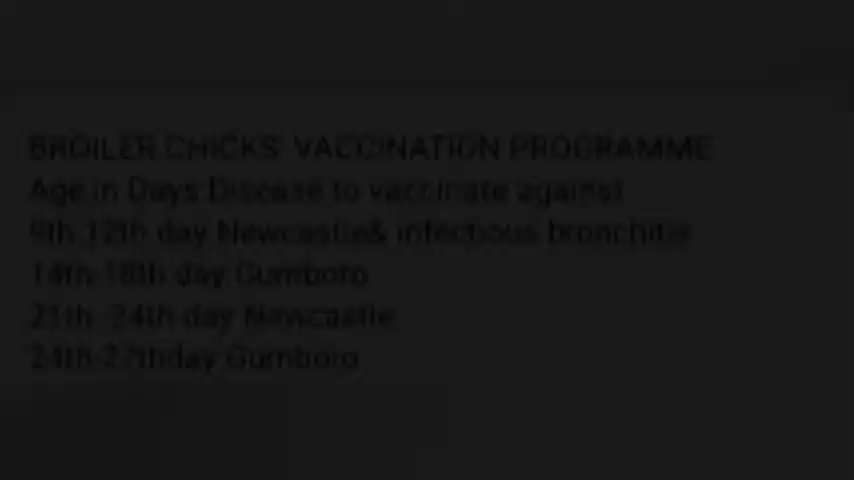 BROILER CHICKS' VACCINATION PROGRAMME
Age in Days Disease to vaccinate against
9th-12th day Newcastle& infectious bronchitis
14th-18th day Gumboro
21th -24th day Newcastle
24th-27thday Gumboro